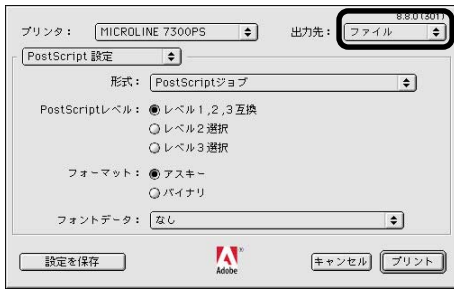 8.8.0 (301)
プリンタ： MICROLINE 7300PS 出力先： ファイル
PostScript 設定
形式： PostScriptジョブ
PostScriptレベル： レベル1,2,3互換
レベル2選択
レベル3選択
フォーマット： アスキー
バイナリ
フォントデータ： なし
設定を保存 Adobe キャンセル プリント